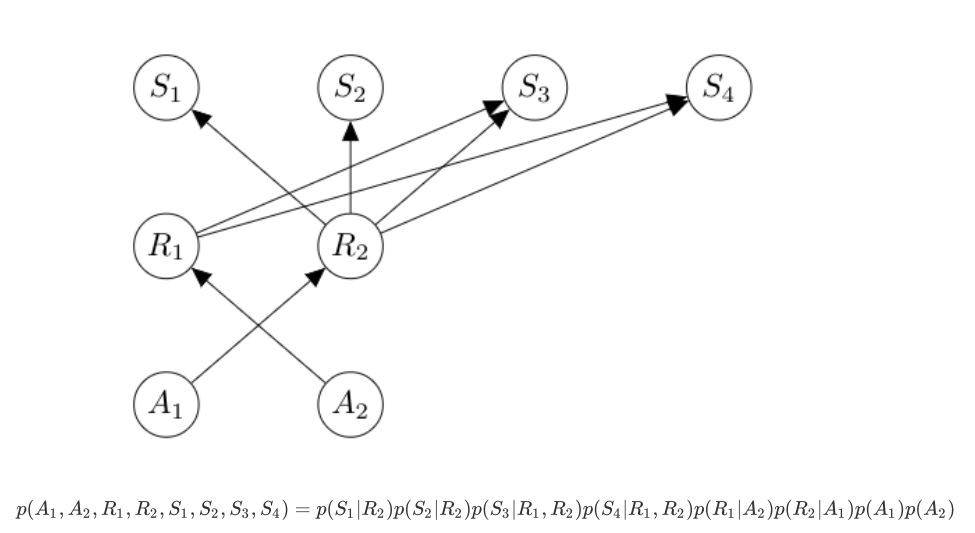 S₁ S₂ S₃ S₄
R₁ R₂
A₁ A₂
p(A₁, A₂, R₁, R₂, S₁, S₂, S₃, S₄) = p(S₁|R₂)p(S₂|R₂)p(S₃|R₁, R₂)p(S₄|R₁, R₂)p(R₁|A₂)p(R₂|A₁)p(A₁)p(A₂)